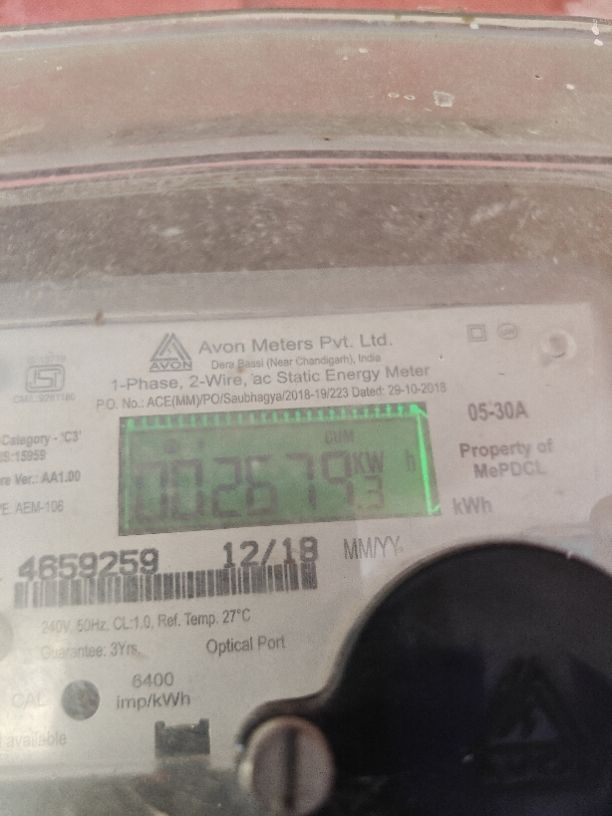 Avon Meters Pvt. Ltd.
AVON
Dera Bassi (Near Chandigarh), India
1-Phase, 2-Wire, ac Static Energy Meter
P.O. No.: ACE(MM)/PO/Saubhagya/2018-19/223 Dated: 29-10-2018
IS:15959
Category - 'C3'
Ver.: AA1.00
AEM-106
CUM
002679.3 KW h
05-30A
Property of
MePDCL
kWh
4659259 12/18 MM/YY
240V, 50Hz, CL:1.0, Ref. Temp. 27°C
Guarantee: 3Yrs. Optical Port
CAL 6400
imp/kWh
available